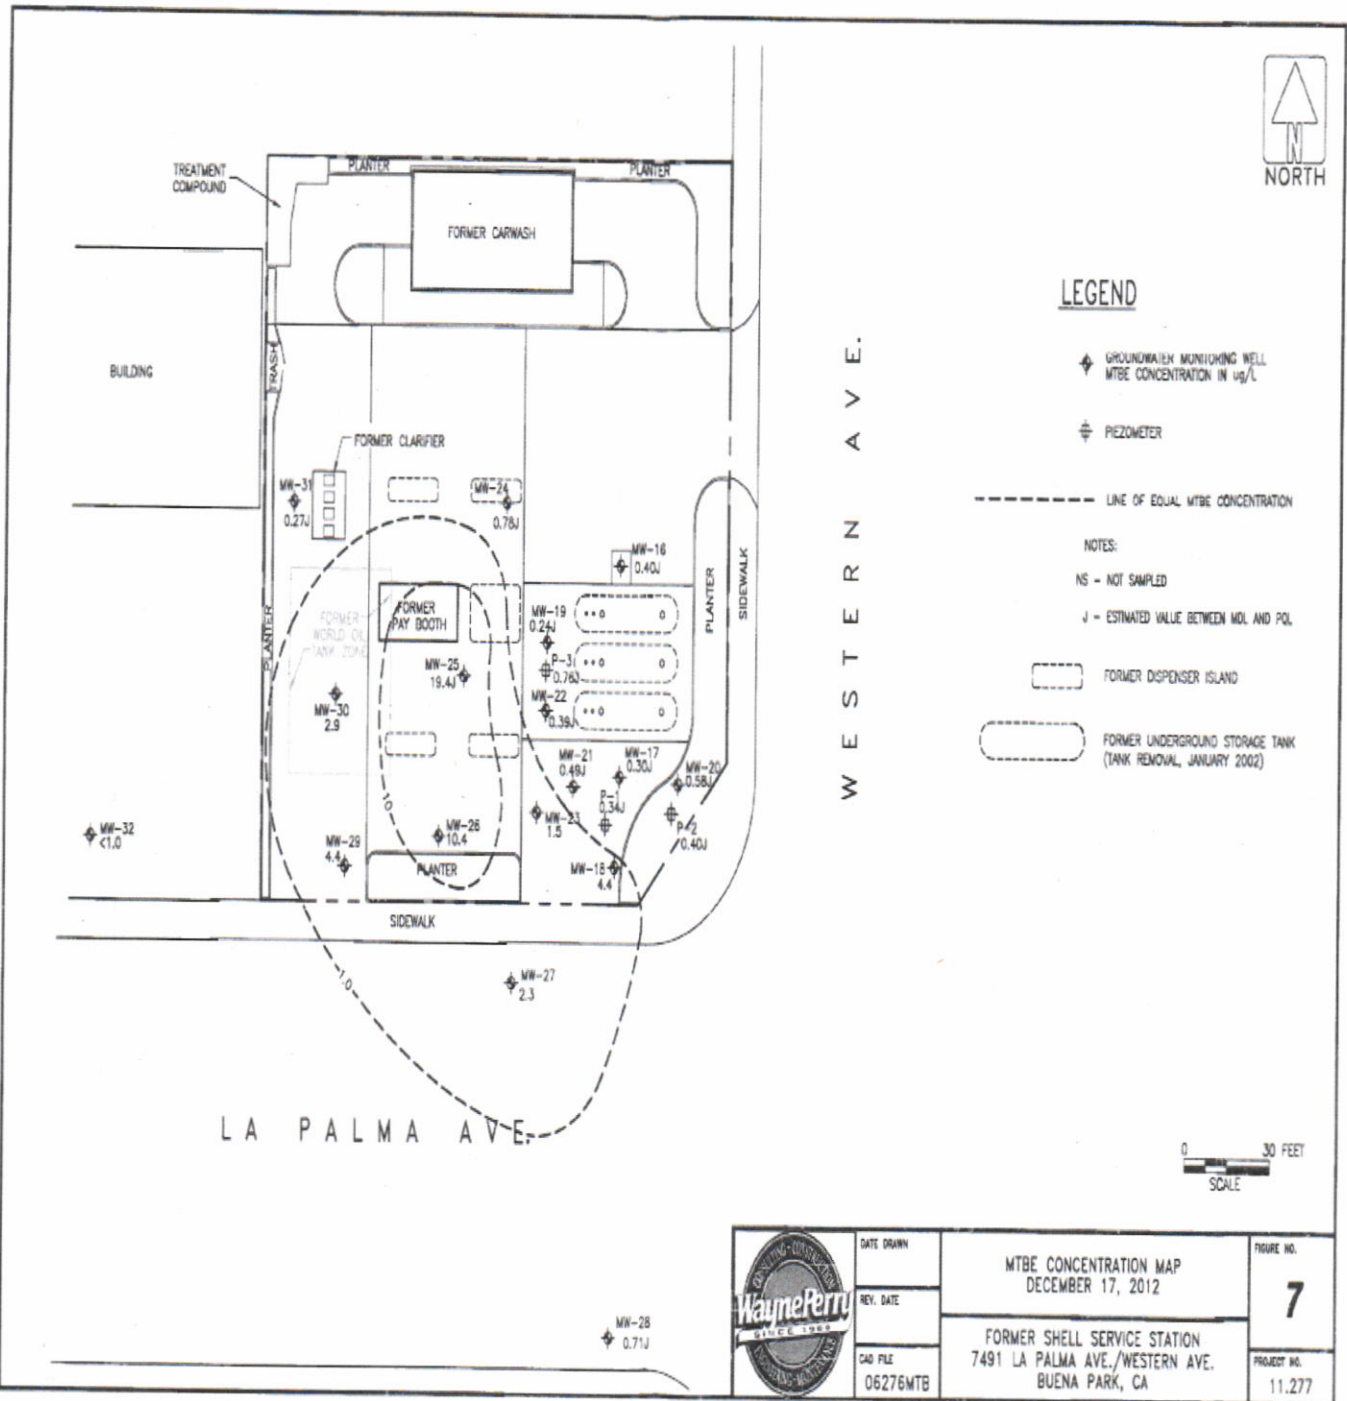 NORTH
N
TREATMENT
COMPOUND
PLANTER
PLANTER
FORMER CARWASH
BUILDING
TRASH
FORMER CLARIFIER
MW-31
0.27J
MW-24
0.78J
MW-16
0.40J
PLANTER
SIDEWALK
WESTERN AVE.
PLANTER
FORMER
WORLD OIL
TANK ZONE
FORMER
PAY BOOTH
MW-19
0.24J
P-3
0.76J
MW-22
0.39J
MW-25
19.4J
MW-30
2.9
MW-21
0.49J
MW-17
0.30J
MW-20
0.58J
P-1
0.34J
P-2
0.40J
MW-23
1.5
MW-32
<1.0
MW-29
4.4
MW-26
10.4
PLANTER
MW-18
4.4
SIDEWALK
MW-27
2.3
1.0
LA PALMA AVE.
MW-28
0.71J
LEGEND
GROUNDWATER MONITORING WELL
MTBE CONCENTRATION IN ug/L
PIEZOMETER
LINE OF EQUAL MTBE CONCENTRATION
NOTES:
NS - NOT SAMPLED
J - ESTIMATED VALUE BETWEEN MDL AND PQL
FORMER DISPENSER ISLAND
FORMER UNDERGROUND STORAGE TANK
(TANK REMOVAL, JANUARY 2002)
0 30 FEET
SCALE
WaynePerry
SINCE 1969
DATE DRAWN
REV. DATE
CAD FILE
06276MTB
MTBE CONCENTRATION MAP
DECEMBER 17, 2012
FORMER SHELL SERVICE STATION
7491 LA PALMA AVE./WESTERN AVE.
BUENA PARK, CA
FIGURE NO.
7
PROJECT NO.
11.277